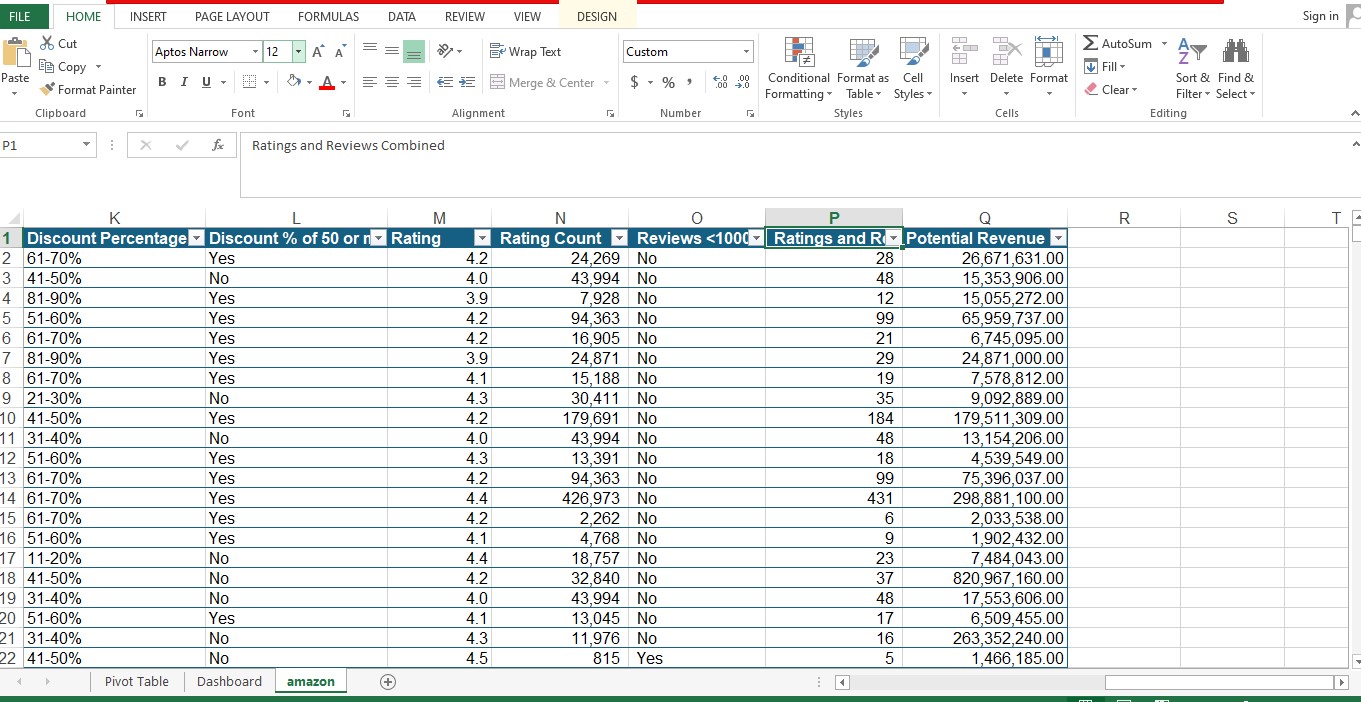 FILE HOME INSERT PAGE LAYOUT FORMULAS DATA REVIEW VIEW DESIGN Sign in
Cut
Copy
Format Painter
Paste
Clipboard
Aptos Narrow 12 A A
B I U A
Font
Wrap Text
Merge & Center
Alignment
Custom
$ % , .0 .00 .00 .0
Number
Conditional Formatting
Format as Table
Cell Styles
Styles
Insert Delete Format
Cells
AutoSum
Fill
Clear
Sort & Filter
Find & Select
Editing
P1 fx Ratings and Reviews Combined
K L M N O P Q R S T
1 Discount Percentage Discount % of 50 or Rating Rating Count Reviews <1000 Ratings and Potential Revenue
2 61-70% Yes 4.2 24,269 No 28 26,671,631.00
3 41-50% No 4.0 43,994 No 48 15,353,906.00
4 81-90% Yes 3.9 7,928 No 12 15,055,272.00
5 51-60% Yes 4.2 94,363 No 99 65,959,737.00
6 61-70% Yes 4.2 16,905 No 21 6,745,095.00
7 81-90% Yes 3.9 24,871 No 29 24,871,000.00
8 61-70% Yes 4.1 15,188 No 19 7,578,812.00
9 21-30% No 4.3 30,411 No 35 9,092,889.00
10 41-50% Yes 4.2 179,691 No 184 179,511,309.00
11 31-40% No 4.0 43,994 No 48 13,154,206.00
12 51-60% Yes 4.3 13,391 No 18 4,539,549.00
13 61-70% Yes 4.2 94,363 No 99 75,396,037.00
14 61-70% Yes 4.4 426,973 No 431 298,881,100.00
15 61-70% Yes 4.2 2,262 No 6 2,033,538.00
16 51-60% Yes 4.1 4,768 No 9 1,902,432.00
17 11-20% No 4.4 18,757 No 23 7,484,043.00
18 41-50% No 4.2 32,840 No 37 820,967,160.00
19 31-40% No 4.0 43,994 No 48 17,553,606.00
20 51-60% Yes 4.1 13,045 No 17 6,509,455.00
21 31-40% No 4.3 11,976 No 16 263,352,240.00
22 41-50% No 4.5 815 Yes 5 1,466,185.00
Pivot Table Dashboard amazon